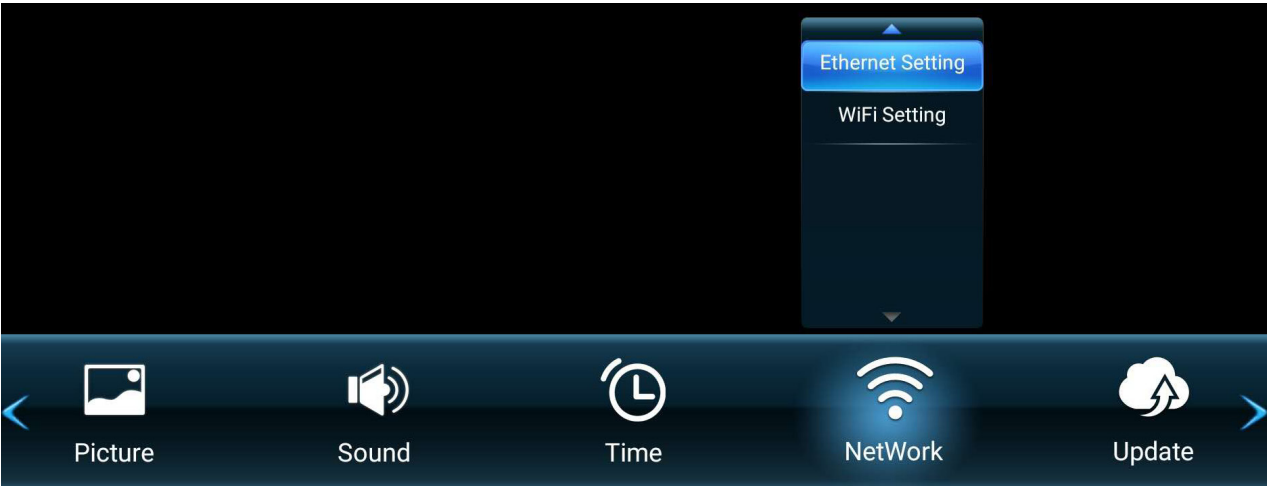 Ethernet Setting
WiFi Setting
Picture
Sound
Time
NetWork
Update